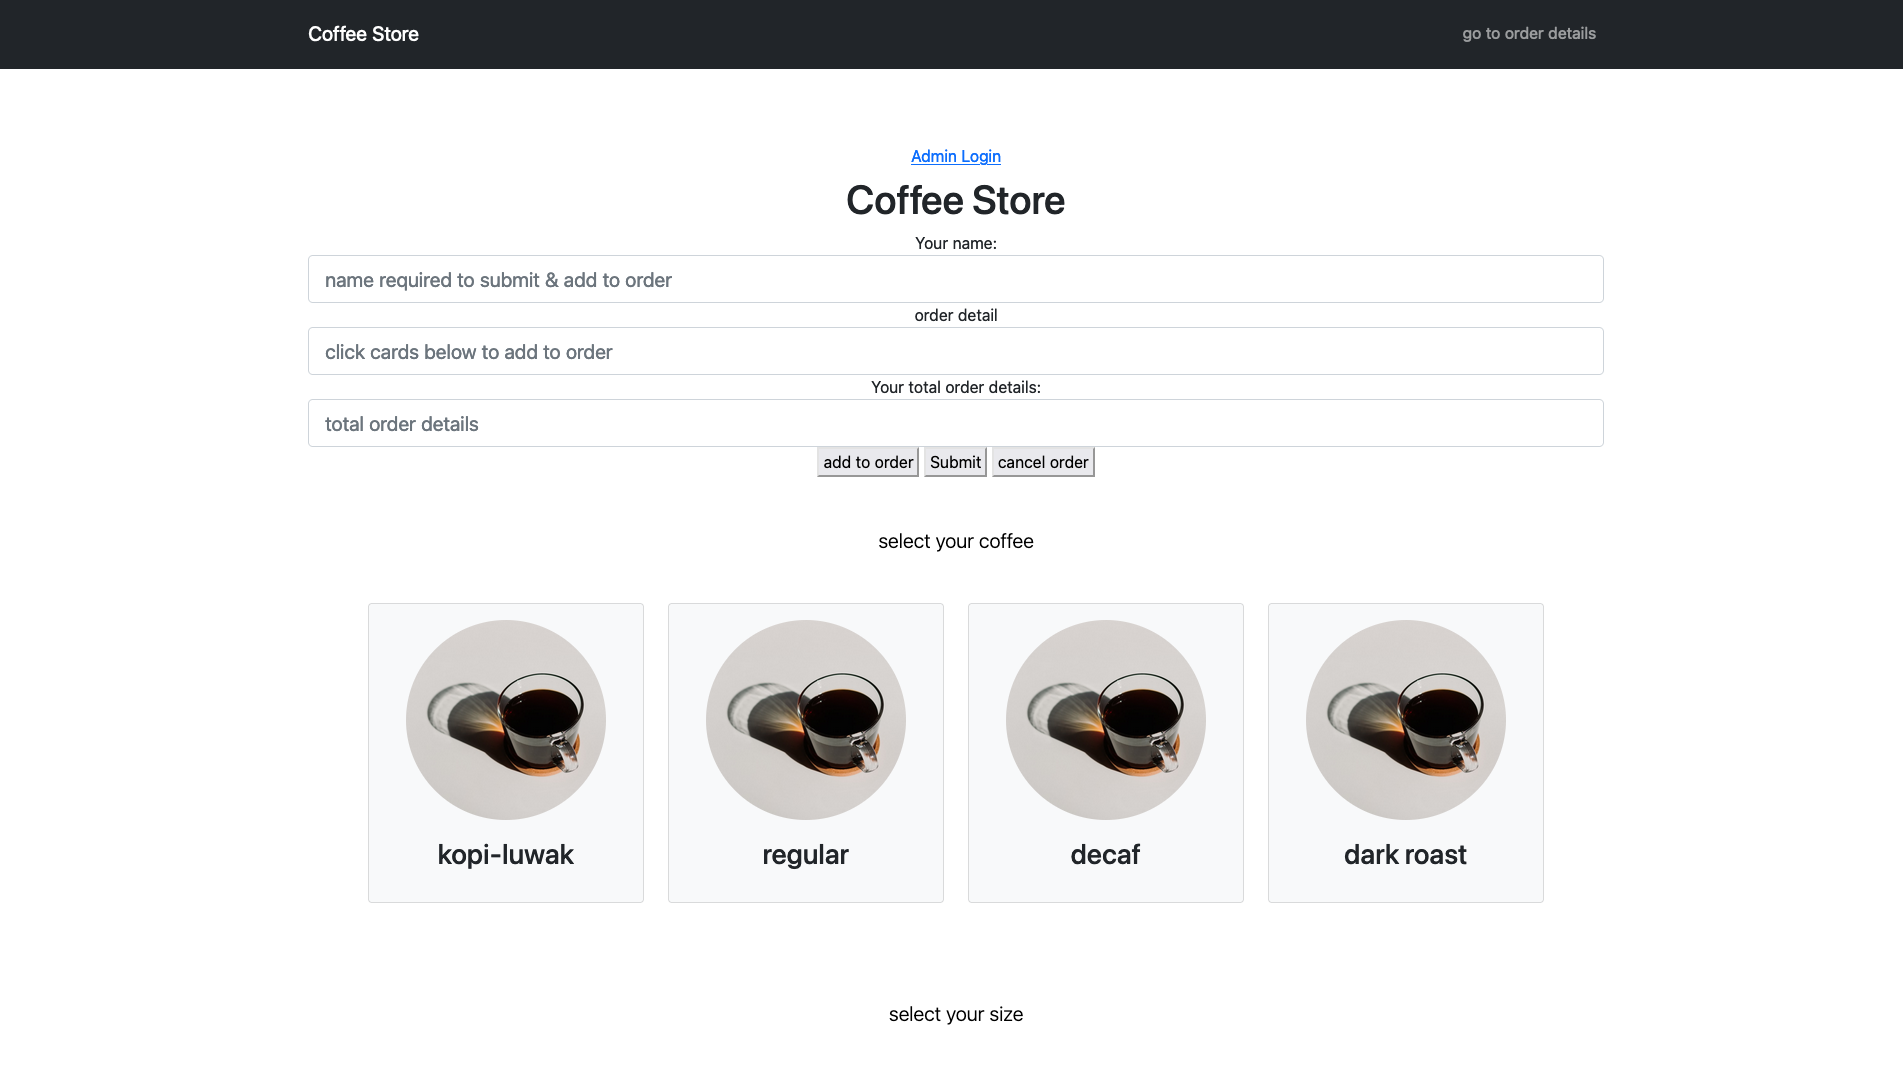 Coffee Store
go to order details
Admin Login
Coffee Store
Your name:
name required to submit & add to order
order detail
click cards below to add to order
Your total order details:
total order details
add to order Submit cancel order
select your coffee
kopi-luwak regular decaf dark roast
select your size